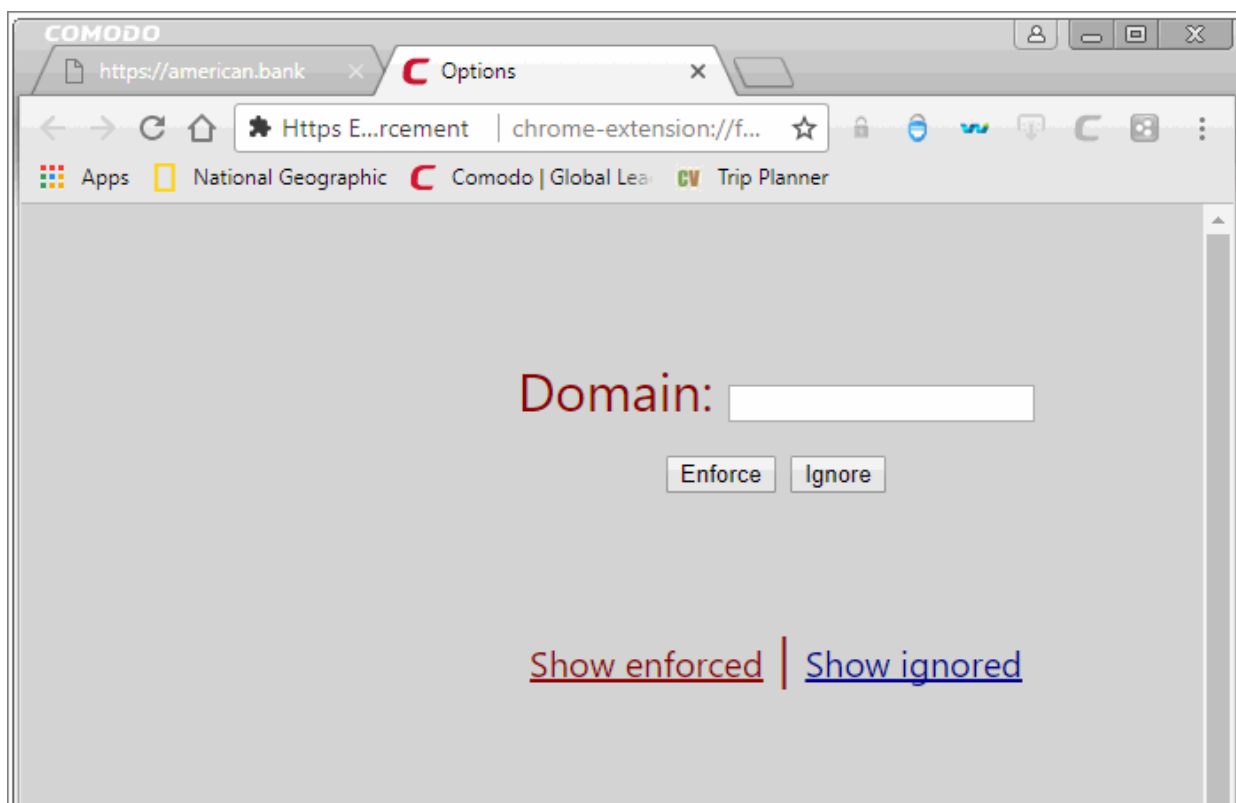 COMODO
https://american.bank
Options
Https E...rcement
chrome-extension://f...
Apps
National Geographic
Comodo | Global Lea
CV
Trip Planner
Domain:
Enforce
Ignore
Show enforced | Show ignored